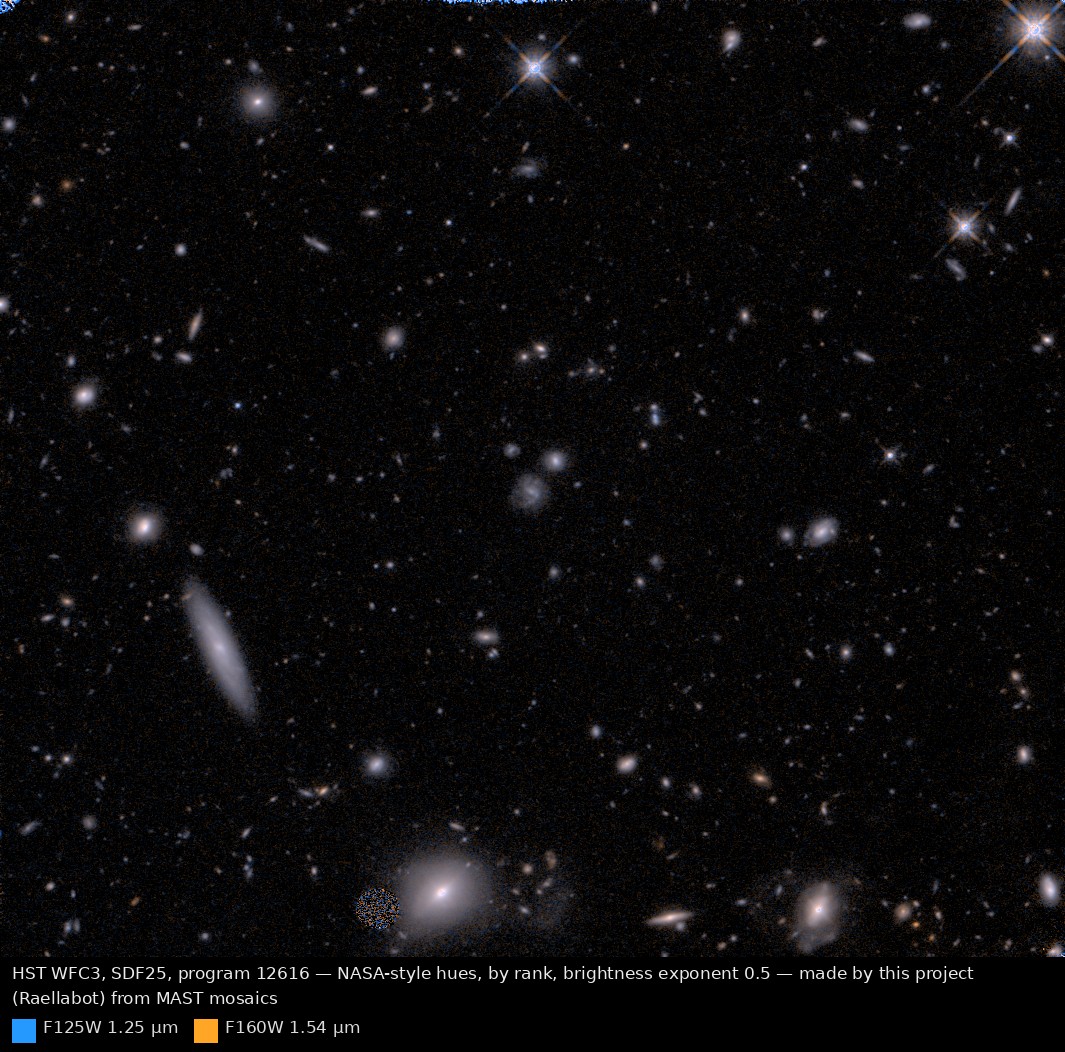 HST WFC3, SDF25, program 12616 — NASA-style hues, by rank, brightness exponent 0.5 — made by this project
(Raellabot) from MAST mosaics
F125W 1.25 µm F160W 1.54 µm